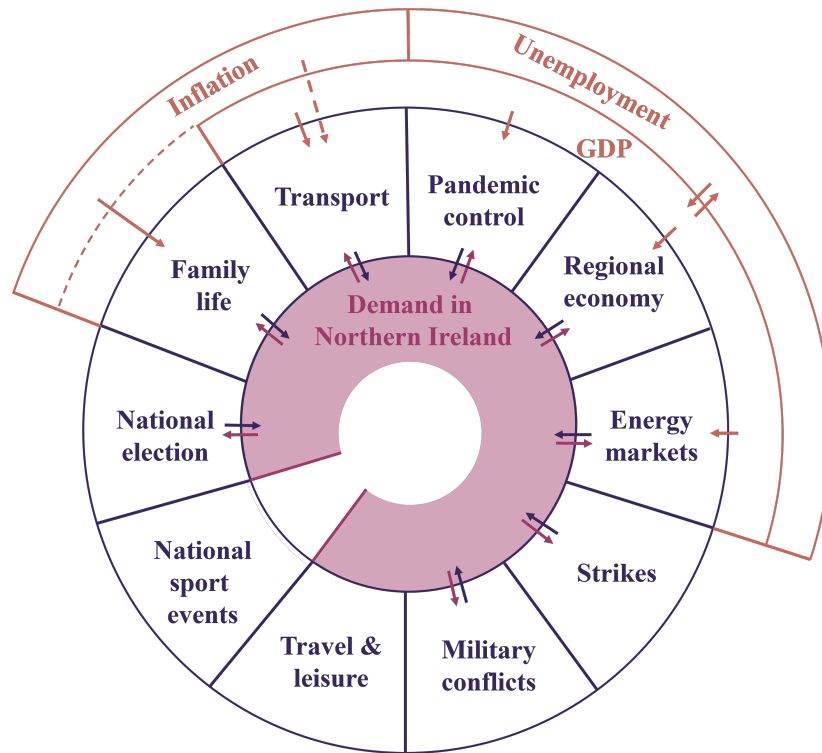 Inflation
Unemployment
GDP
Transport
Pandemic
control
Family
life
Regional
economy
Demand in
Northern Ireland
National
election
Energy
markets
National
sport
events
Strikes
Travel &
leisure
Military
conflicts